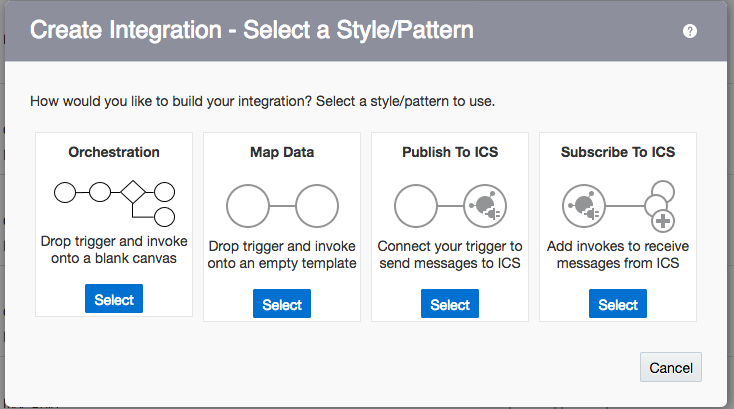 Create Integration - Select a Style/Pattern
?
How would you like to build your integration? Select a style/pattern to use.
Orchestration
Drop trigger and invoke
onto a blank canvas
Select
Map Data
Drop trigger and invoke
onto an empty template
Select
Publish To ICS
Connect your trigger to
send messages to ICS
Select
Subscribe To ICS
Add invokes to receive
messages from ICS
Select
Cancel